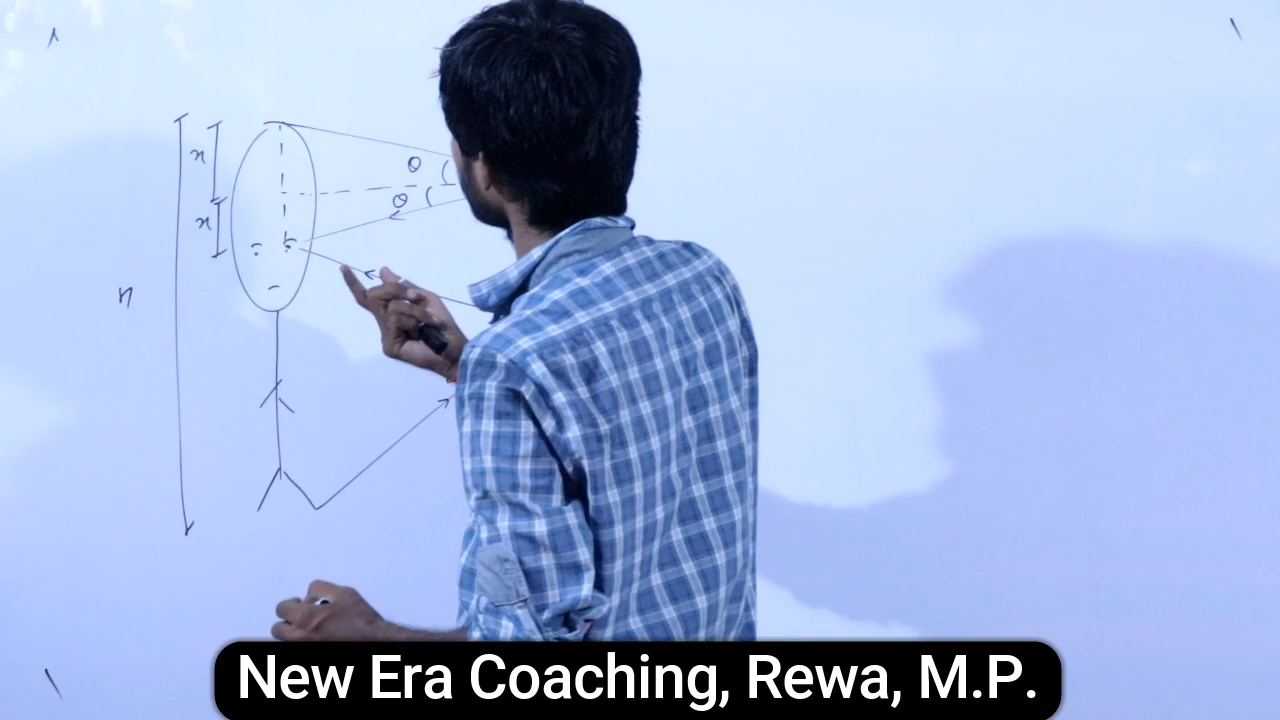 x
θ
θ
x
n
New Era Coaching, Rewa, M.P.